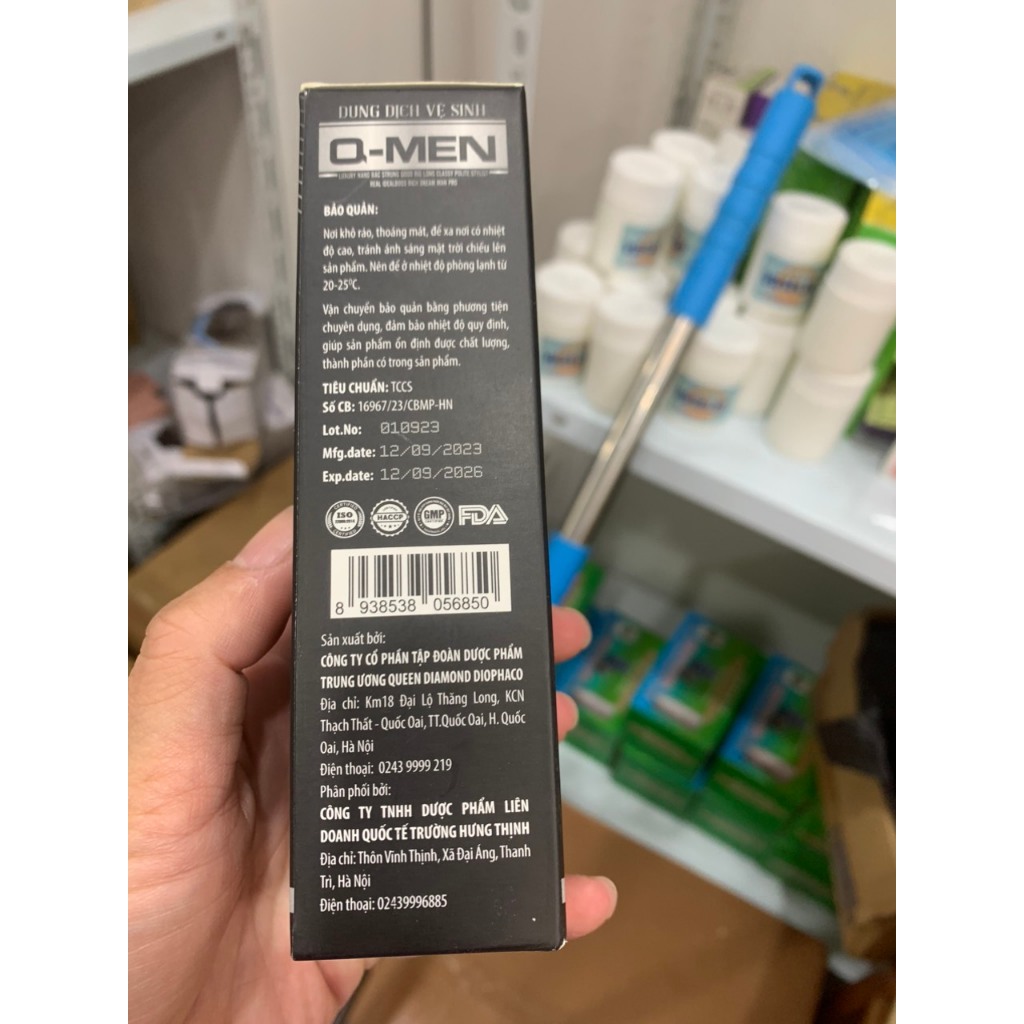 DUNG DỊCH VỆ SINH
Q-MEN
BẢO QUẢN:
Nơi khô ráo, thoáng mát, để xa nơi có nhiệt
độ cao, tránh ánh sáng mặt trời chiếu lên
sản phẩm. Nên để ở nhiệt độ phòng lạnh từ
20-25⁰C.
Vận chuyển bảo quản bằng phương tiện
chuyên dụng, đảm bảo nhiệt độ quy định,
giúp sản phẩm ổn định được chất lượng,
thành phần có trong sản phẩm.
TIÊU CHUẨN: TCCS
Số CB: 16967/23/CBMP-HN
Lot.No: 010923
Mfg.date: 12/09/2023
Exp.date: 12/09/2026
ISO HACCP GMP FDA
8 938538 056850
Sản xuất bởi:
CÔNG TY CỔ PHẦN TẬP ĐOÀN DƯỢC PHẨM
TRUNG ƯƠNG QUEEN DIAMOND DIOPHACO
Địa chỉ: Km18 Đại Lộ Thăng Long, KCN
Thạch Thất - Quốc Oai, TT.Quốc Oai, H. Quốc
Oai, Hà Nội
Điện thoại: 0243 9999 219
Phân phối bởi:
CÔNG TY TNHH DƯỢC PHẨM LIÊN
DOANH QUỐC TẾ TRƯỜNG HƯNG THỊNH
Địa chỉ: Thôn Vĩnh Thịnh, Xã Đại Áng, Thanh
Trì, Hà Nội
Điện thoại: 02439996885